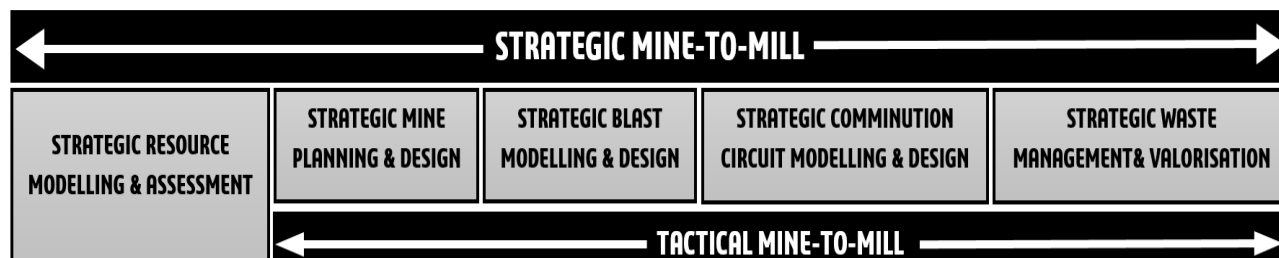 STRATEGIC MINE-TO-MILL
STRATEGIC RESOURCE
MODELLING & ASSESSMENT
STRATEGIC MINE
PLANNING & DESIGN
STRATEGIC BLAST
MODELLING & DESIGN
STRATEGIC COMMINUTION
CIRCUIT MODELLING & DESIGN
STRATEGIC WASTE
MANAGEMENT& VALORISATION
TACTICAL MINE-TO-MILL